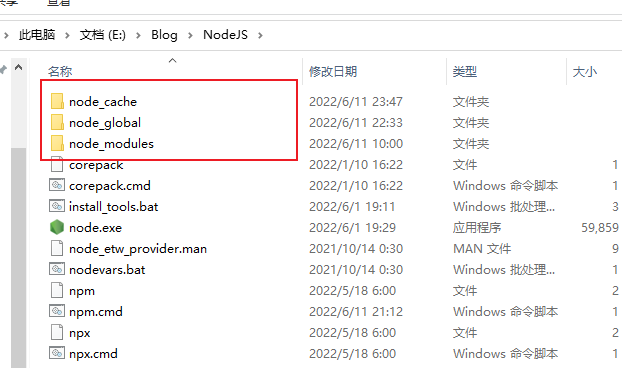 查看
此电脑 > 文档 (E:) > Blog > NodeJS >
名称 修改日期 类型 大小
node_cache 2022/6/11 23:47 文件夹
node_global 2022/6/11 22:33 文件夹
node_modules 2022/6/11 10:00 文件夹
corepack 2022/1/10 16:22 文件 1
corepack.cmd 2022/1/10 16:22 Windows 命令脚本 1
install_tools.bat 2022/6/1 19:11 Windows 批处理... 3
node.exe 2022/6/1 19:29 应用程序 59,859
node_etw_provider.man 2021/10/14 0:30 MAN 文件 9
nodevars.bat 2021/10/14 0:30 Windows 批处理... 1
npm 2022/5/18 6:00 文件 2
npm.cmd 2022/6/11 21:12 Windows 命令脚本 1
npx 2022/5/18 6:00 文件 2
npx.cmd 2022/5/18 6:00 Windows 命令脚本 1